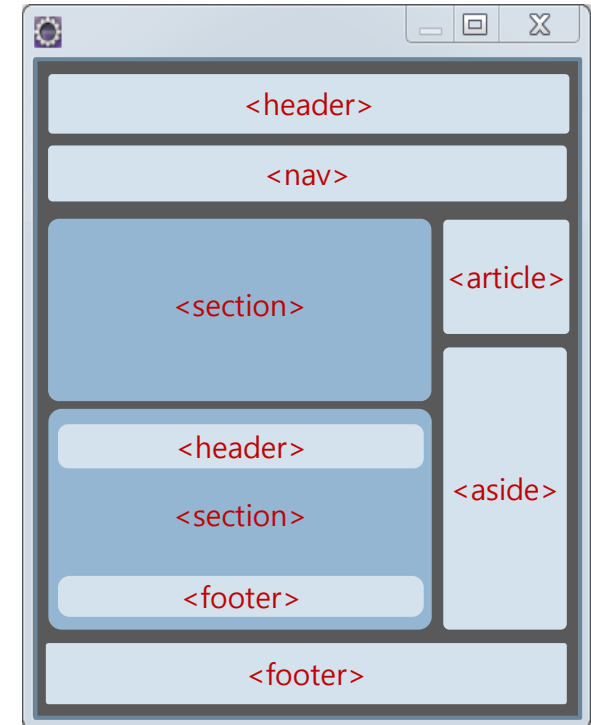 <header>
<nav>
<section>
<article>
<header>
<section>
<footer>
<aside>
<footer>